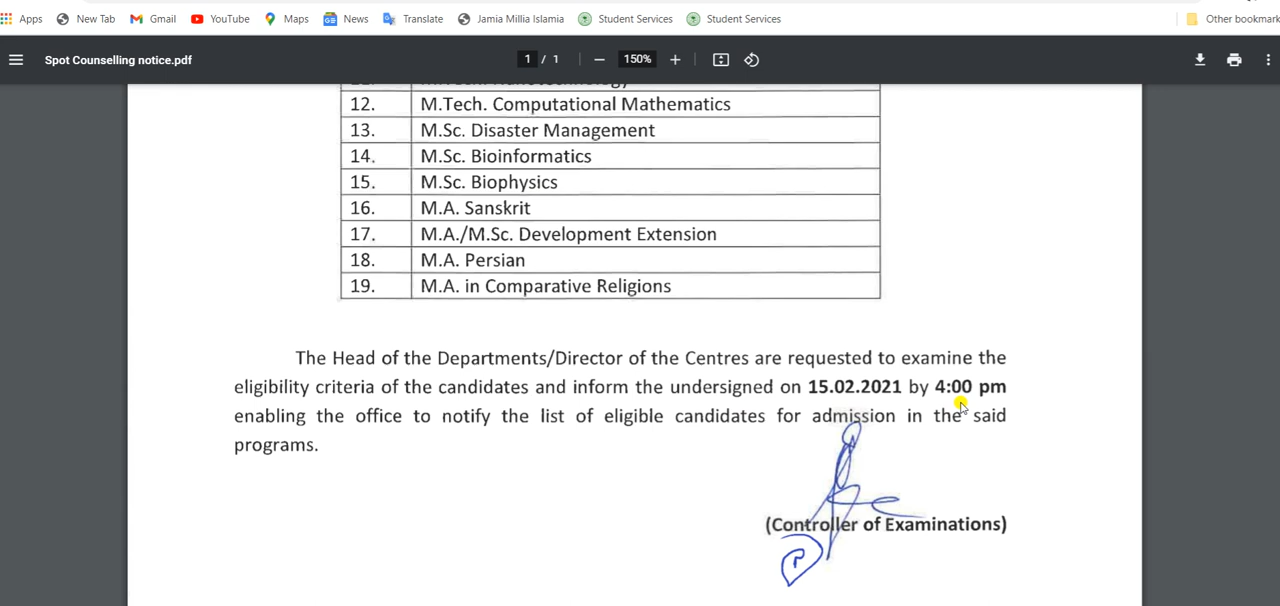 Apps New Tab Gmail YouTube Maps News Translate Jamia Millia Islamia Student Services Student Services Other bookmark
Spot Counselling notice.pdf 1 / 1 150%
12. M.Tech. Computational Mathematics
13. M.Sc. Disaster Management
14. M.Sc. Bioinformatics
15. M.Sc. Biophysics
16. M.A. Sanskrit
17. M.A./M.Sc. Development Extension
18. M.A. Persian
19. M.A. in Comparative Religions
The Head of the Departments/Director of the Centres are requested to examine the
eligibility criteria of the candidates and inform the undersigned on 15.02.2021 by 4:00 pm
enabling the office to notify the list of eligible candidates for admission in the said
programs.
(Controller of Examinations)